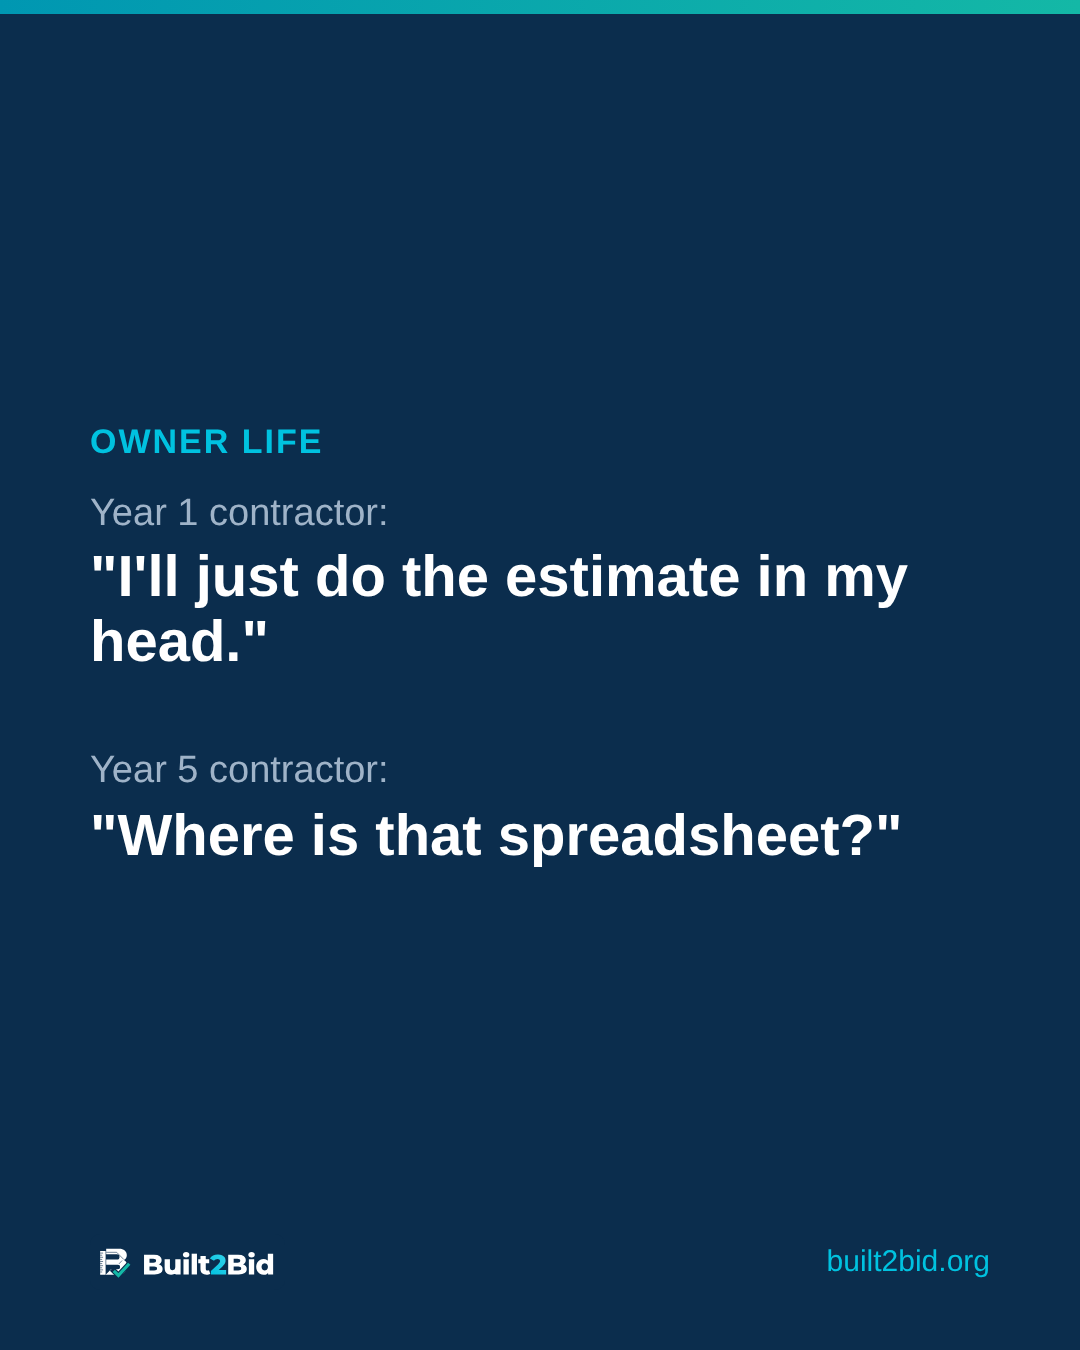 OWNER LIFE
Year 1 contractor:
"I'll just do the estimate in my
head."
Year 5 contractor:
"Where is that spreadsheet?"
Built2Bid
built2bid.org